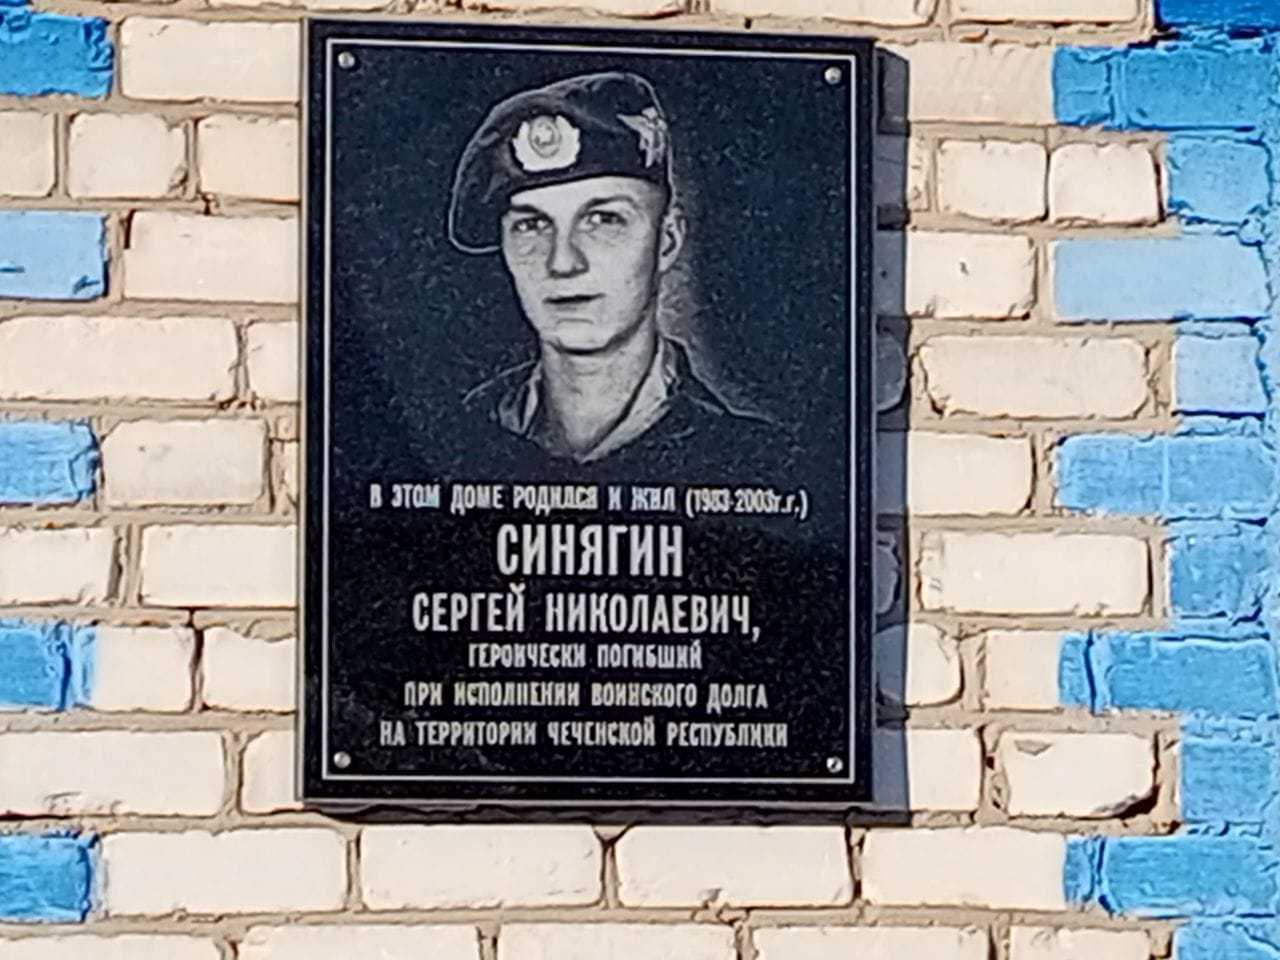 В ЭТОМ ДОМЕ РОДИЛСЯ И ЖИЛ (1983-2003г.г.)
СИНЯГИН
СЕРГЕЙ НИКОЛАЕВИЧ,
ГЕРОИЧЕСКИ ПОГИБШИЙ
ПРИ ИСПОЛНЕНИИ ВОИНСКОГО ДОЛГА
НА ТЕРРИТОРИИ ЧЕЧЕНСКОЙ РЕСПУБЛИКИ